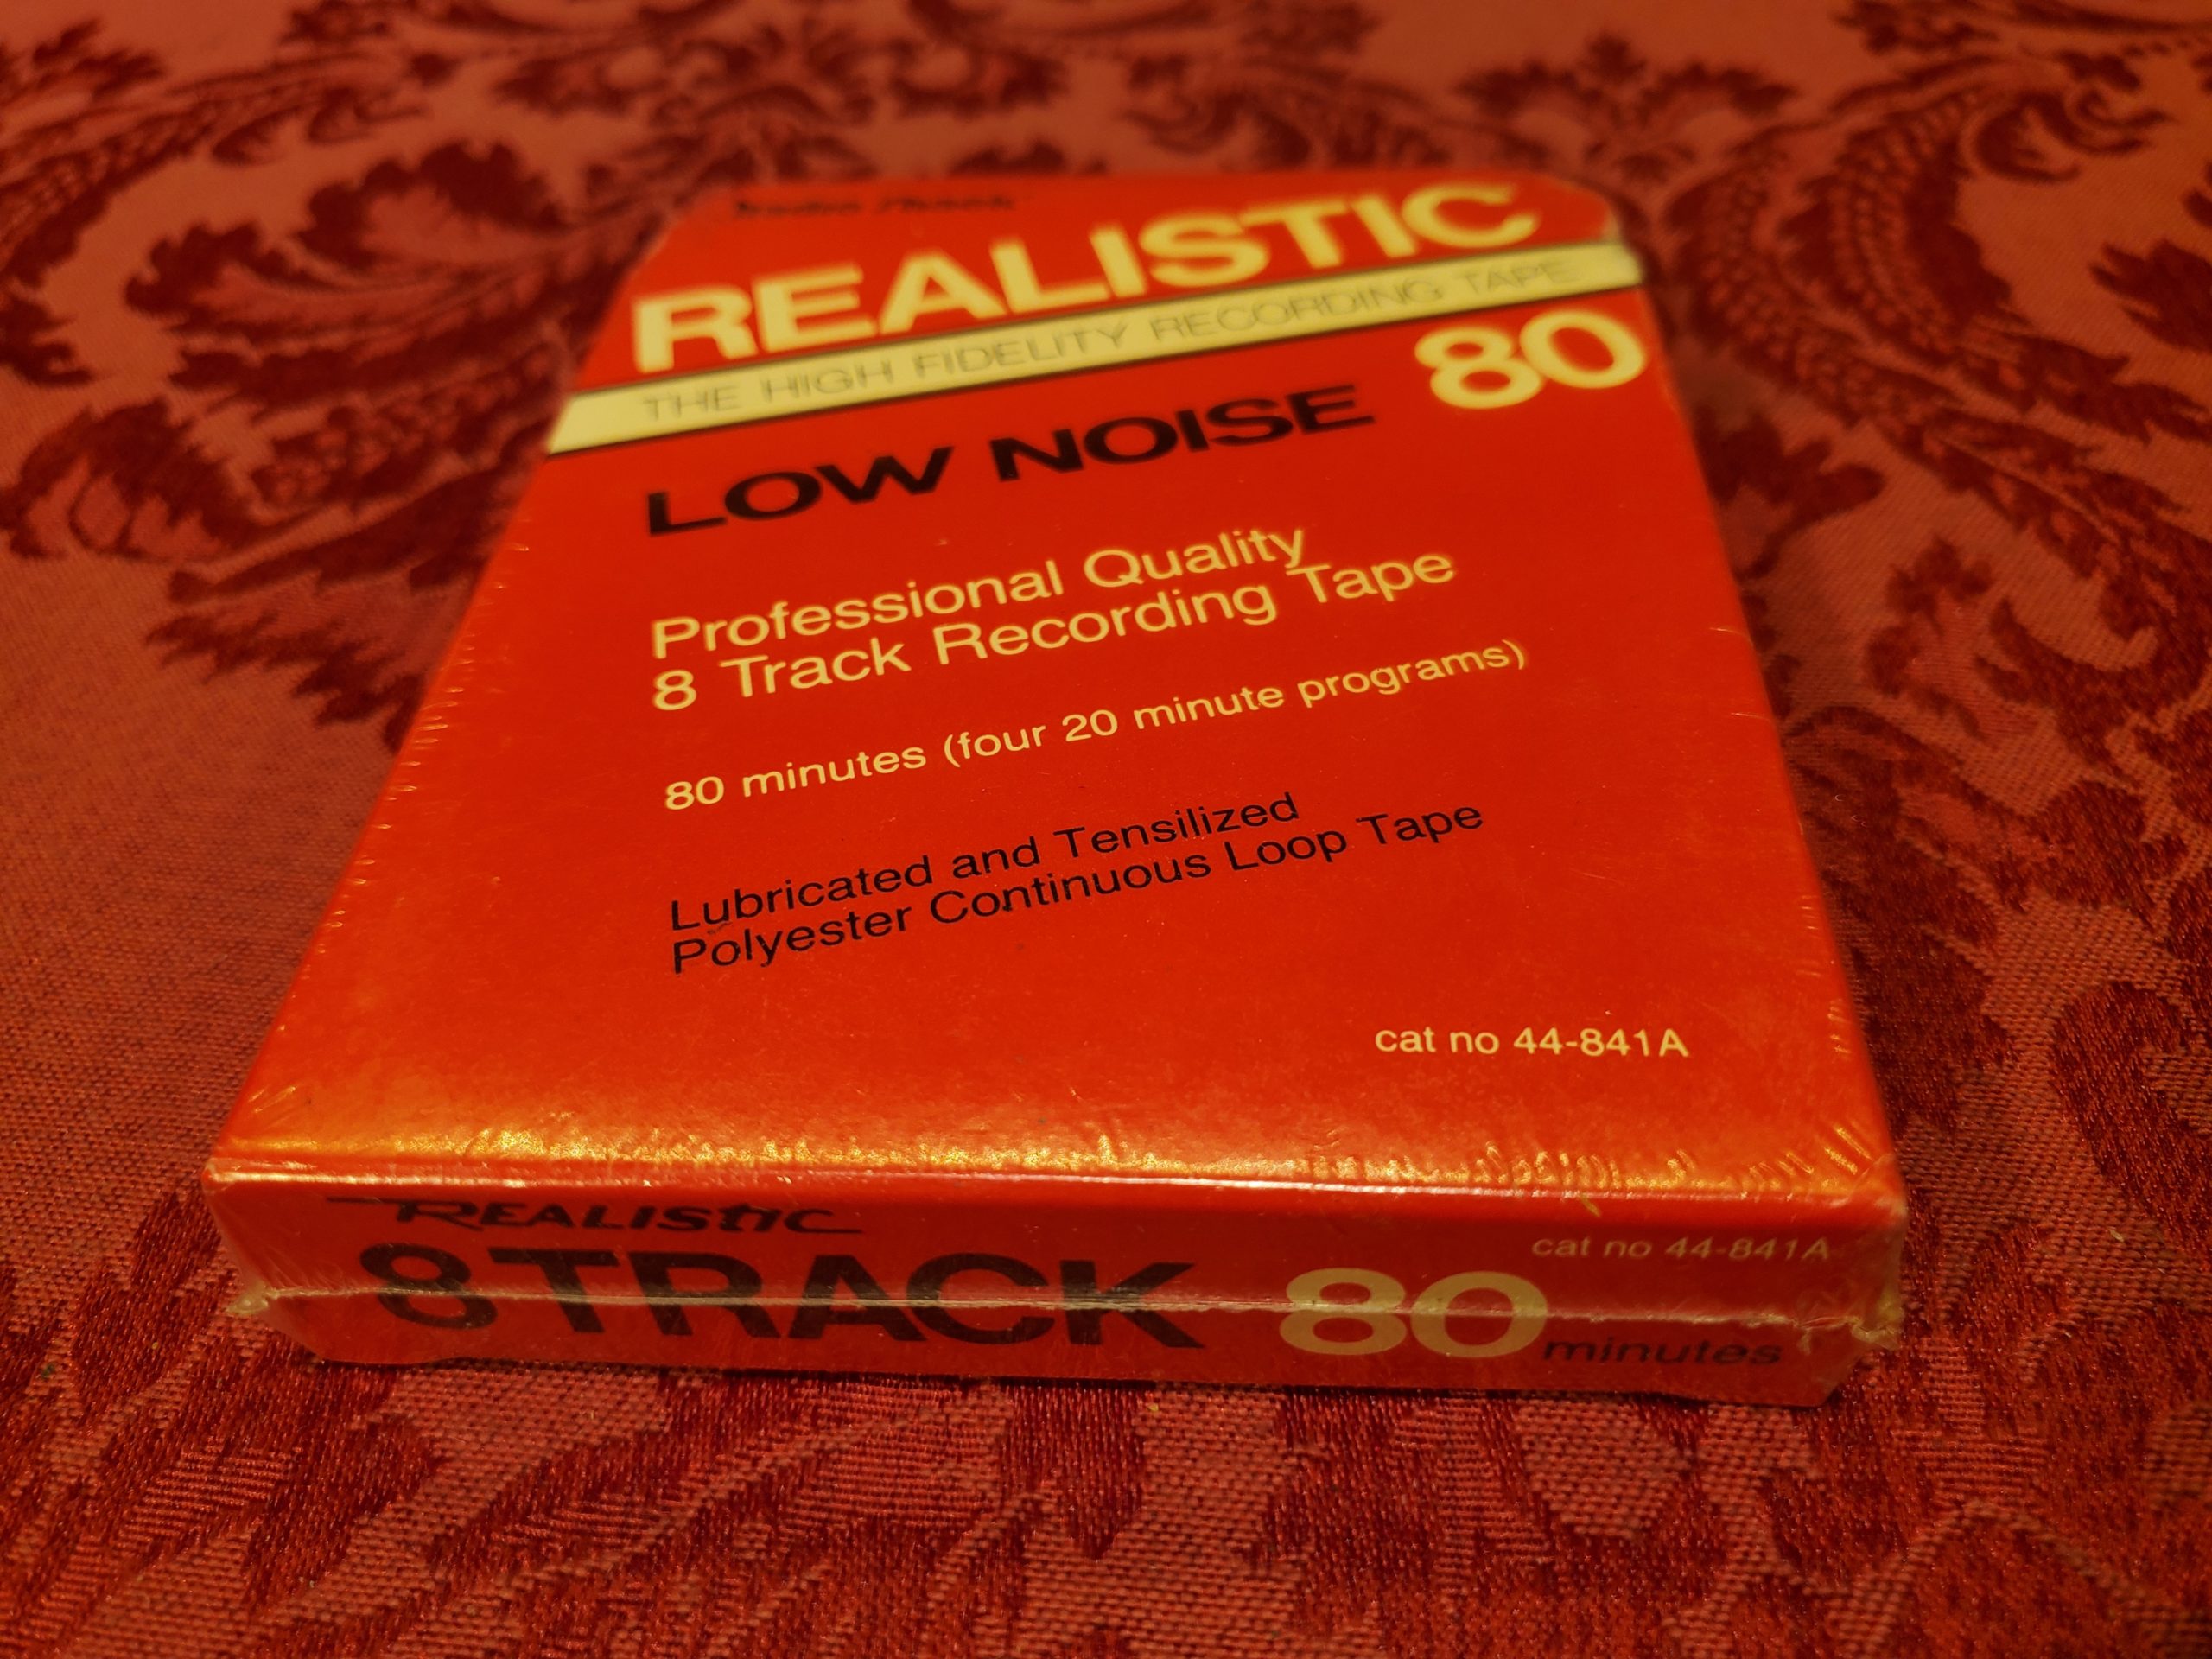 Radio Shack
REALISTIC
THE HIGH FIDELITY RECORDING TAPE
LOW NOISE 80
Professional Quality
8 Track Recording Tape
80 minutes (four 20 minute programs)
Lubricated and Tensilized
Polyester Continuous Loop Tape
cat no 44-841A
REALISTIC
cat no 44-841A
8 TRACK 80 minutes